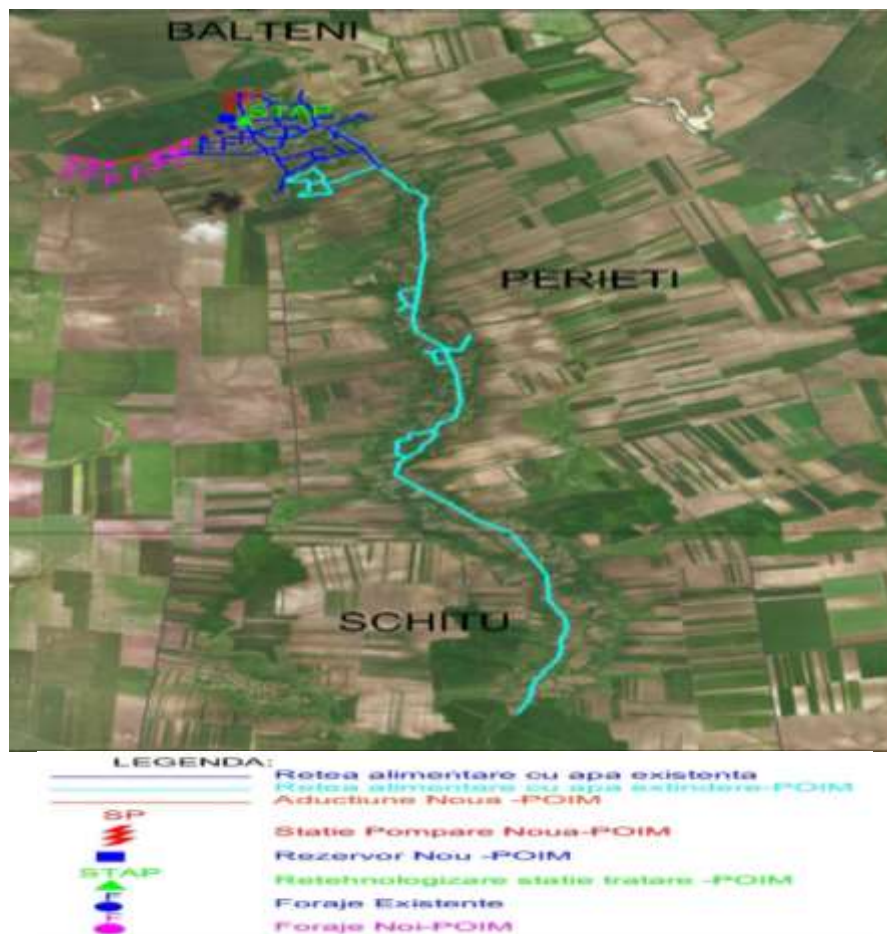 BALTENI
STAP
F F
F F
PERIETI
SCHITU
LEGENDA:
Retea alimentare cu apa existenta
Retea alimentare cu apa extindere-POIM
Aductiune Noua -POIM
SP
Statie Pompare Noua-POIM
Rezervor Nou -POIM
STAP
Retehnologizare statie tratare -POIM
F
Foraje Existente
F
Foraje Noi-POIM